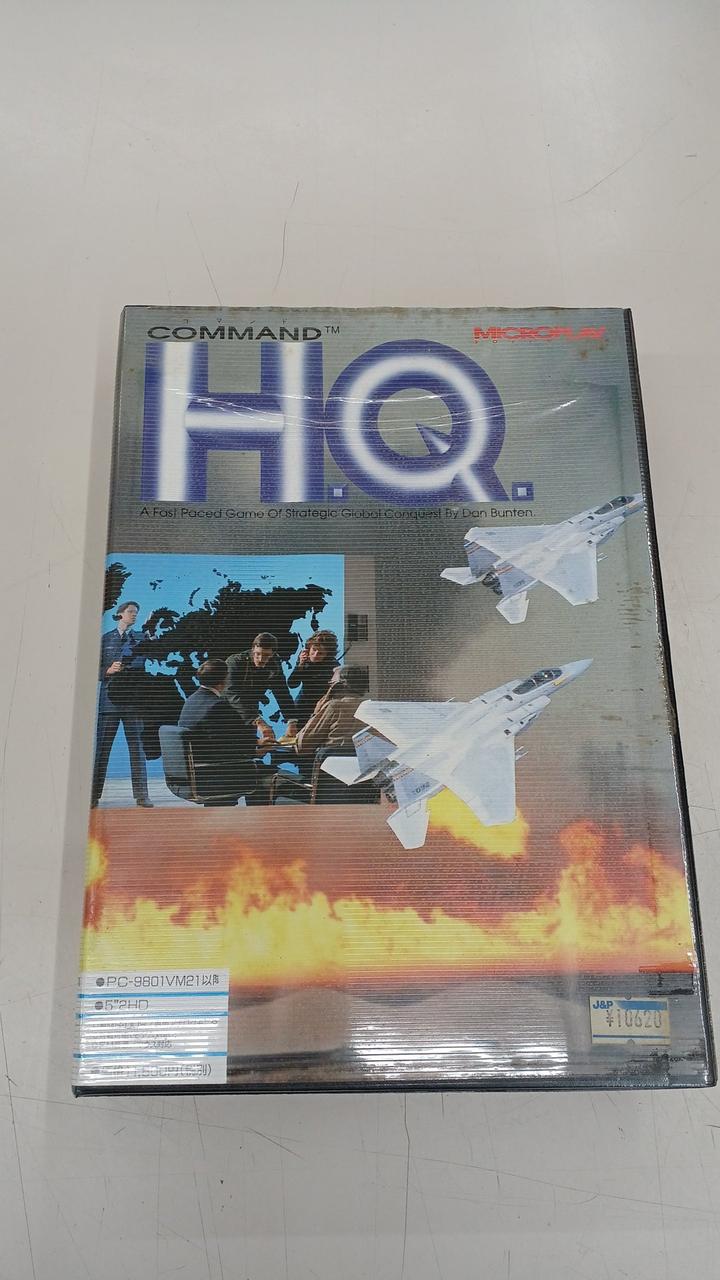 コマンド
COMMAND™
MICROPLAY
H.Q.
A Fast Paced Game Of Strategic Global Conquest By Dan Bunten.
●PC-9801VM21以降
●5"2HD
J&P
¥10620